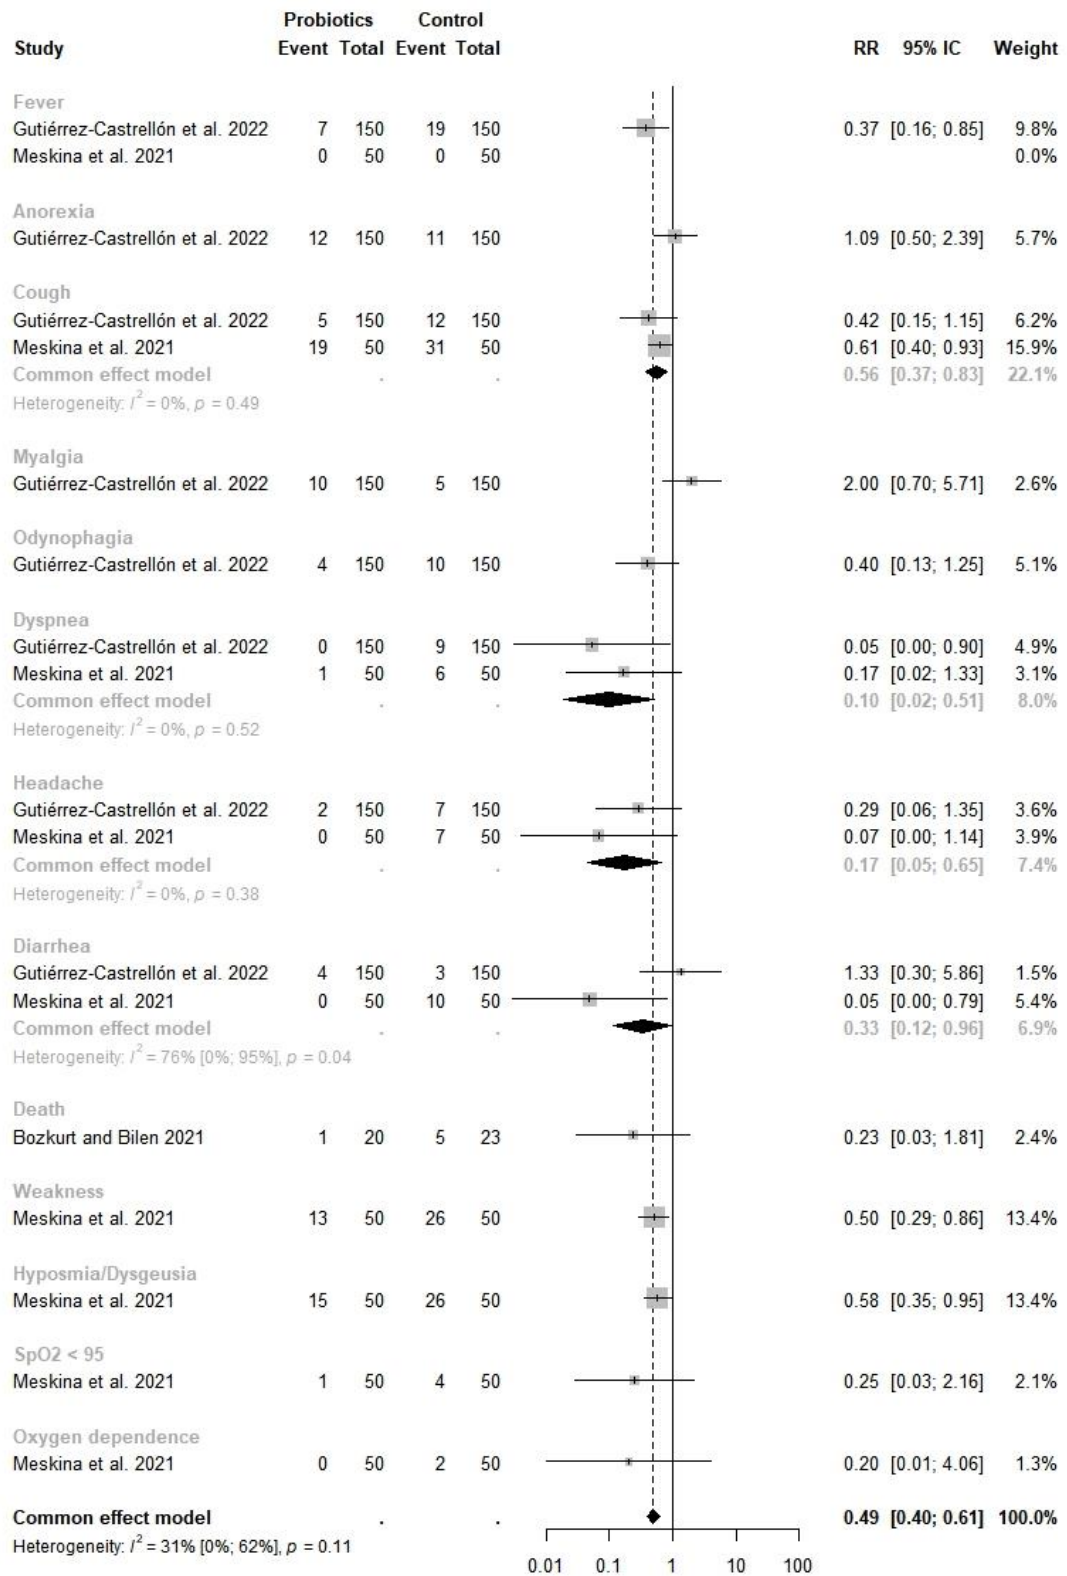 Probiotics Control
Study Event Total Event Total RR 95% IC Weight
Fever
Gutiérrez-Castrellón et al. 2022 7 150 19 150 0.37 [0.16; 0.85] 9.8%
Meskina et al. 2021 0 50 0 50 0.0%
Anorexia
Gutiérrez-Castrellón et al. 2022 12 150 11 150 1.09 [0.50; 2.39] 5.7%
Cough
Gutiérrez-Castrellón et al. 2022 5 150 12 150 0.42 [0.15; 1.15] 6.2%
Meskina et al. 2021 19 50 31 50 0.61 [0.40; 0.93] 15.9%
Common effect model . . 0.56 [0.37; 0.83] 22.1%
Heterogeneity: I² = 0%, p = 0.49
Myalgia
Gutiérrez-Castrellón et al. 2022 10 150 5 150 2.00 [0.70; 5.71] 2.6%
Odynophagia
Gutiérrez-Castrellón et al. 2022 4 150 10 150 0.40 [0.13; 1.25] 5.1%
Dyspnea
Gutiérrez-Castrellón et al. 2022 0 150 9 150 0.05 [0.00; 0.90] 4.9%
Meskina et al. 2021 1 50 6 50 0.17 [0.02; 1.33] 3.1%
Common effect model . . 0.10 [0.02; 0.51] 8.0%
Heterogeneity: I² = 0%, p = 0.52
Headache
Gutiérrez-Castrellón et al. 2022 2 150 7 150 0.29 [0.06; 1.35] 3.6%
Meskina et al. 2021 0 50 7 50 0.07 [0.00; 1.14] 3.9%
Common effect model . . 0.17 [0.05; 0.65] 7.4%
Heterogeneity: I² = 0%, p = 0.38
Diarrhea
Gutiérrez-Castrellón et al. 2022 4 150 3 150 1.33 [0.30; 5.86] 1.5%
Meskina et al. 2021 0 50 10 50 0.05 [0.00; 0.79] 5.4%
Common effect model . . 0.33 [0.12; 0.96] 6.9%
Heterogeneity: I² = 76% [0%; 95%], p = 0.04
Death
Bozkurt and Bilen 2021 1 20 5 23 0.23 [0.03; 1.81] 2.4%
Weakness
Meskina et al. 2021 13 50 26 50 0.50 [0.29; 0.86] 13.4%
Hyposmia/Dysgeusia
Meskina et al. 2021 15 50 26 50 0.58 [0.35; 0.95] 13.4%
SpO2 < 95
Meskina et al. 2021 1 50 4 50 0.25 [0.03; 2.16] 2.1%
Oxygen dependence
Meskina et al. 2021 0 50 2 50 0.20 [0.01; 4.06] 1.3%
Common effect model . . 0.49 [0.40; 0.61] 100.0%
Heterogeneity: I² = 31% [0%; 62%], p = 0.11
0.01 0.1 1 10 100